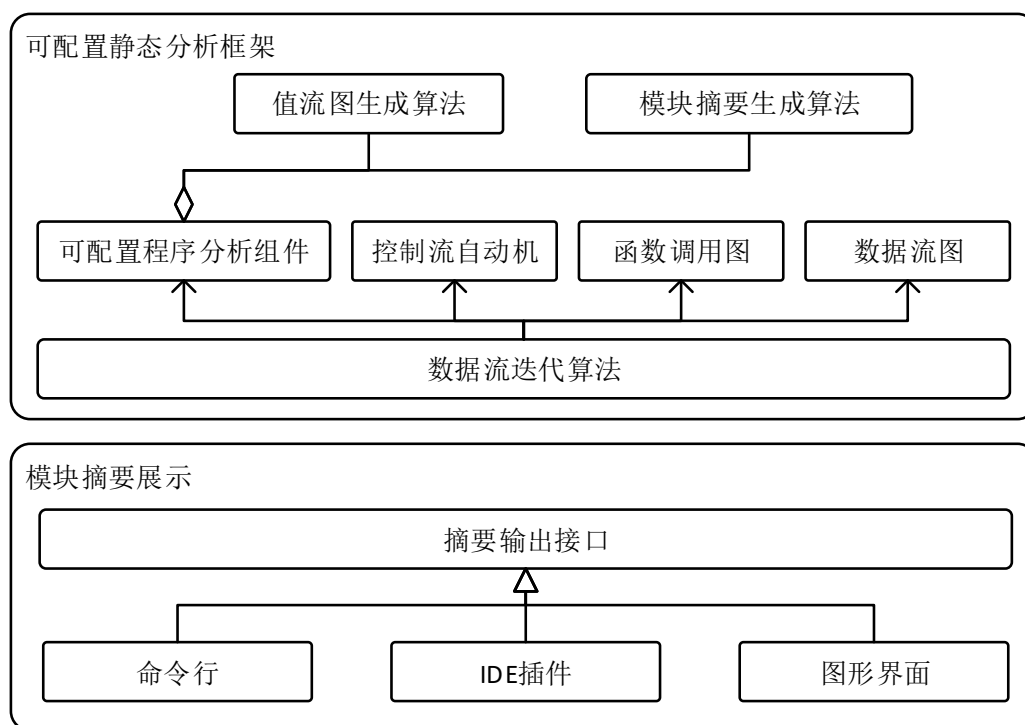 可配置静态分析框架
值流图生成算法
模块摘要生成算法
可配置程序分析组件
控制流自动机
函数调用图
数据流图
数据流迭代算法
模块摘要展示
摘要输出接口
命令行
IDE插件
图形界面